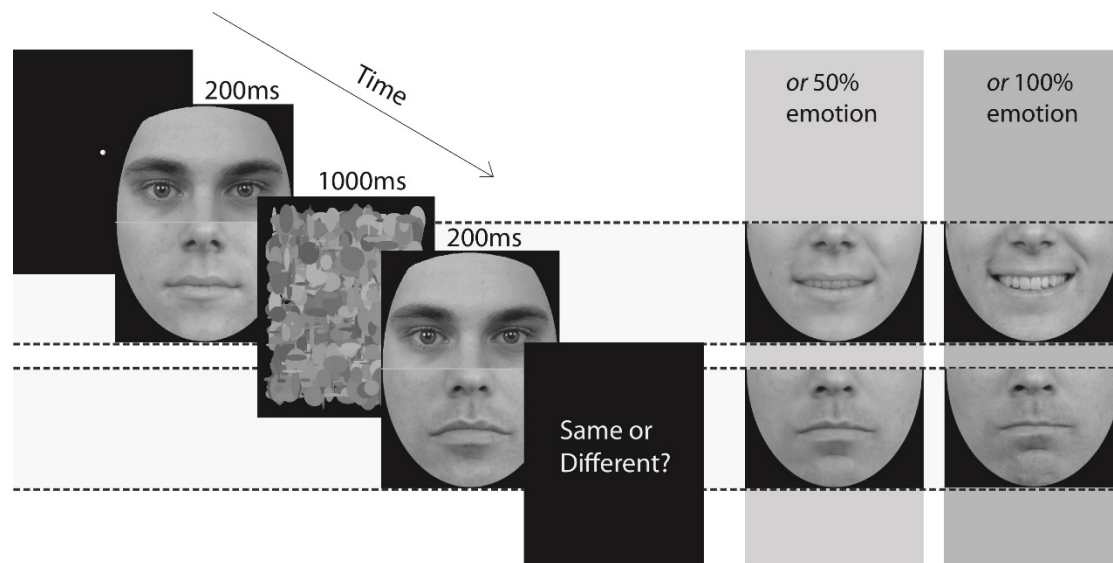 200ms
Time
1000ms
200ms
Same or
Different?
or 50%
emotion
or 100%
emotion